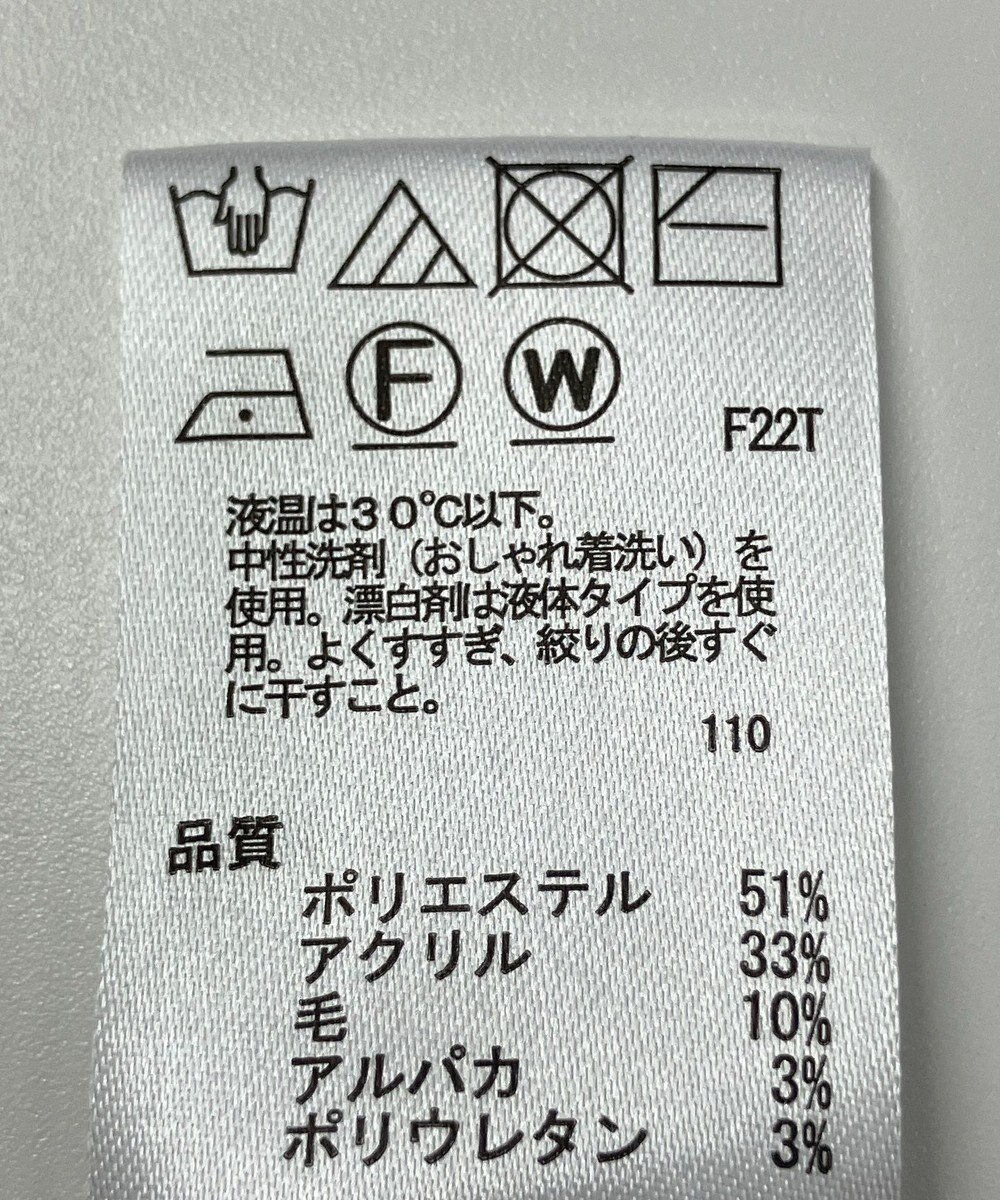 F W F22T
液温は30℃以下。
中性洗剤（おしゃれ着洗い）を
使用。漂白剤は液体タイプを使
用。よくすすぎ、絞りの後すぐ
に干すこと。
110
品質
ポリエステル 51%
アクリル 33%
毛 10%
アルパカ 3%
ポリウレタン 3%